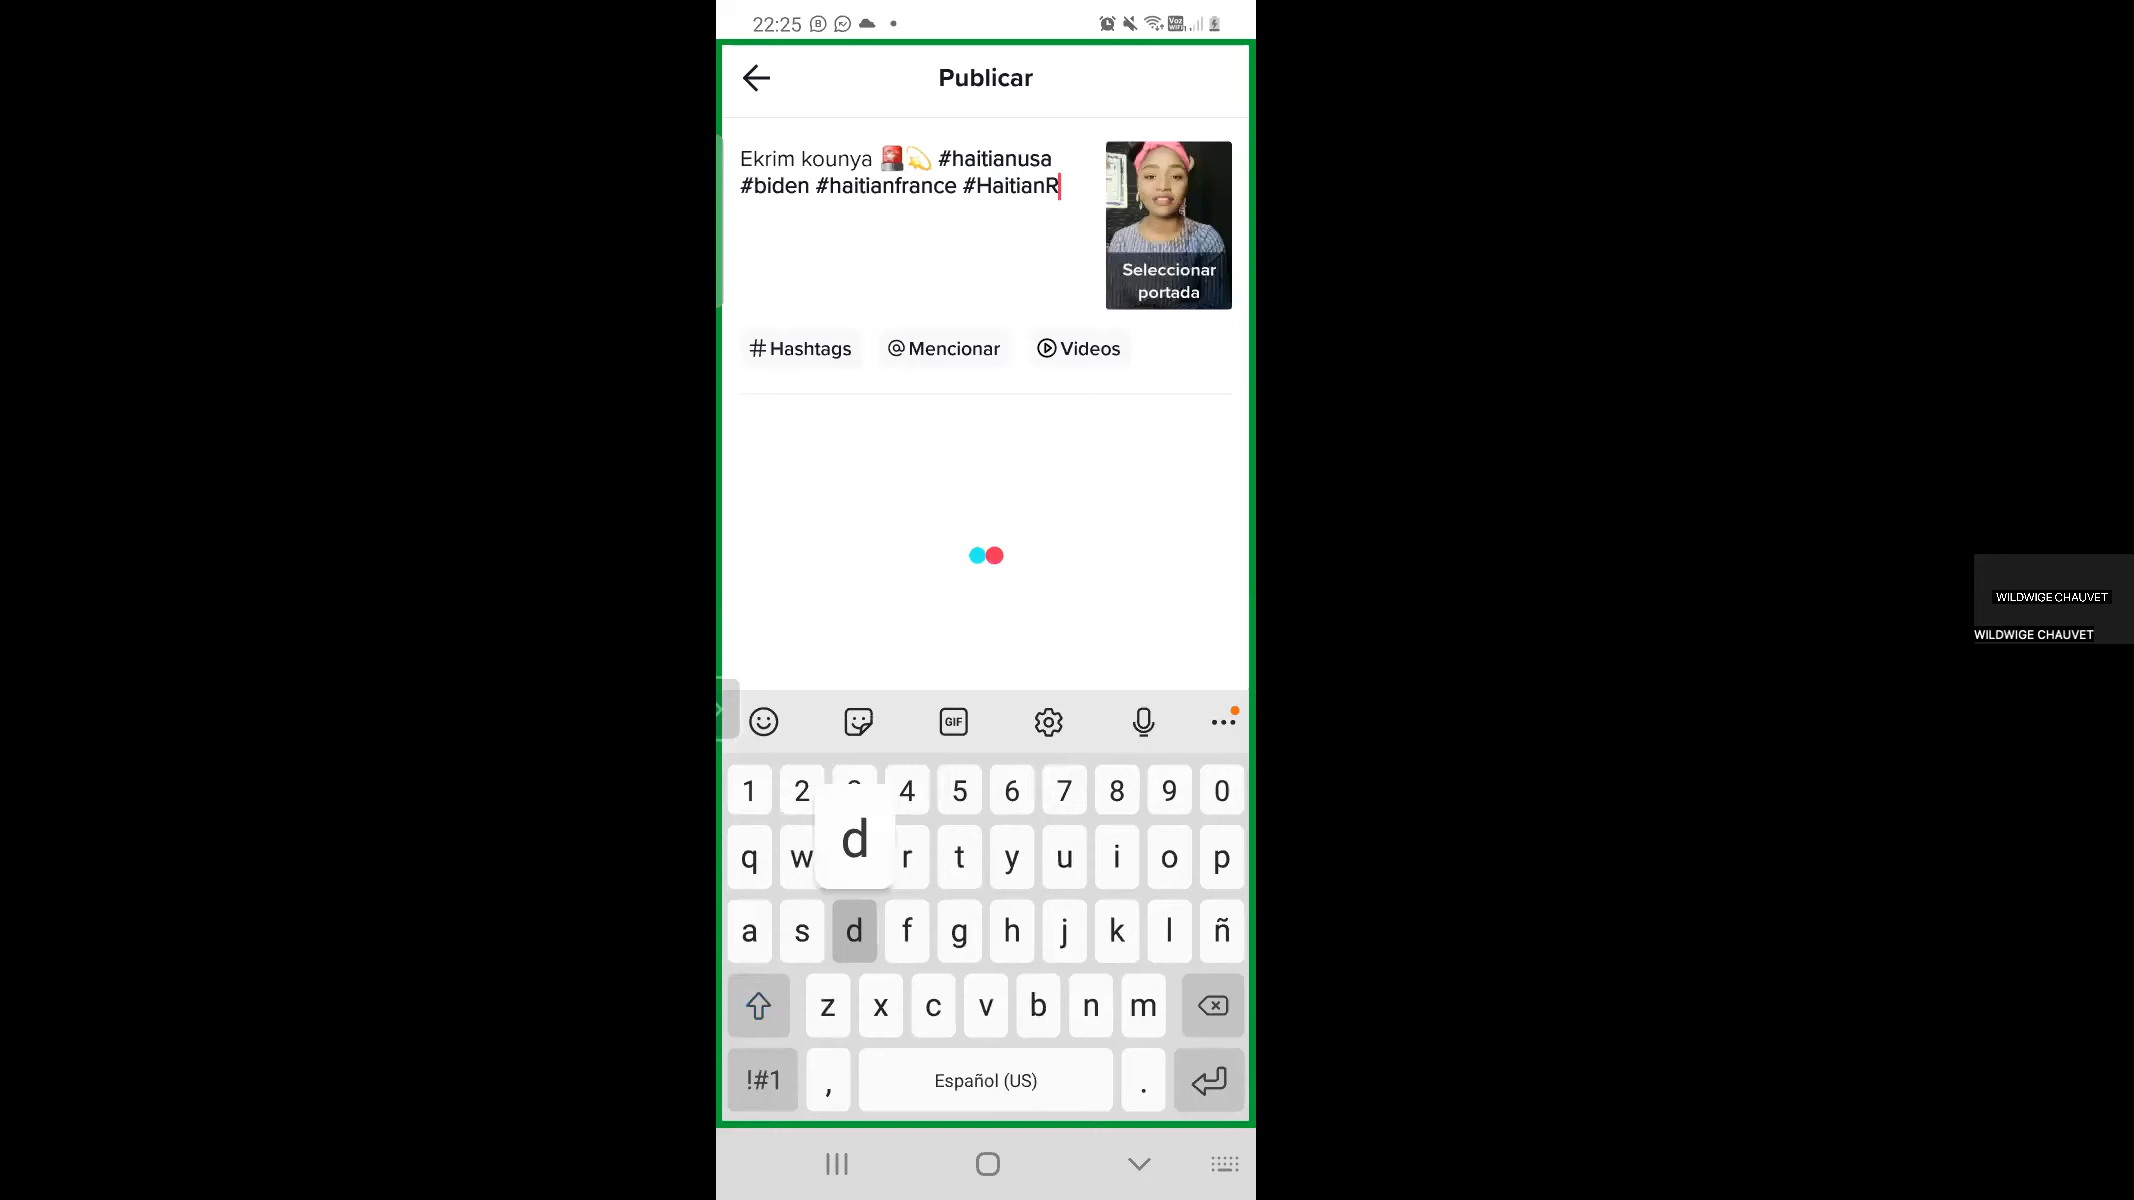 22:25
Publicar
Ekrim kounya 🚨💫 #haitianusa
#biden #haitianfrance #HaitianR
Seleccionar
portada
#Hashtags @Mencionar Videos
WILDWIGE CHAUVET
WILDWIGE CHAUVET
GIF
1 2 4 5 6 7 8 9 0
d
q w r t y u i o p
a s d f g h j k l ñ
z x c v b n m
!#1 , Español (US) .